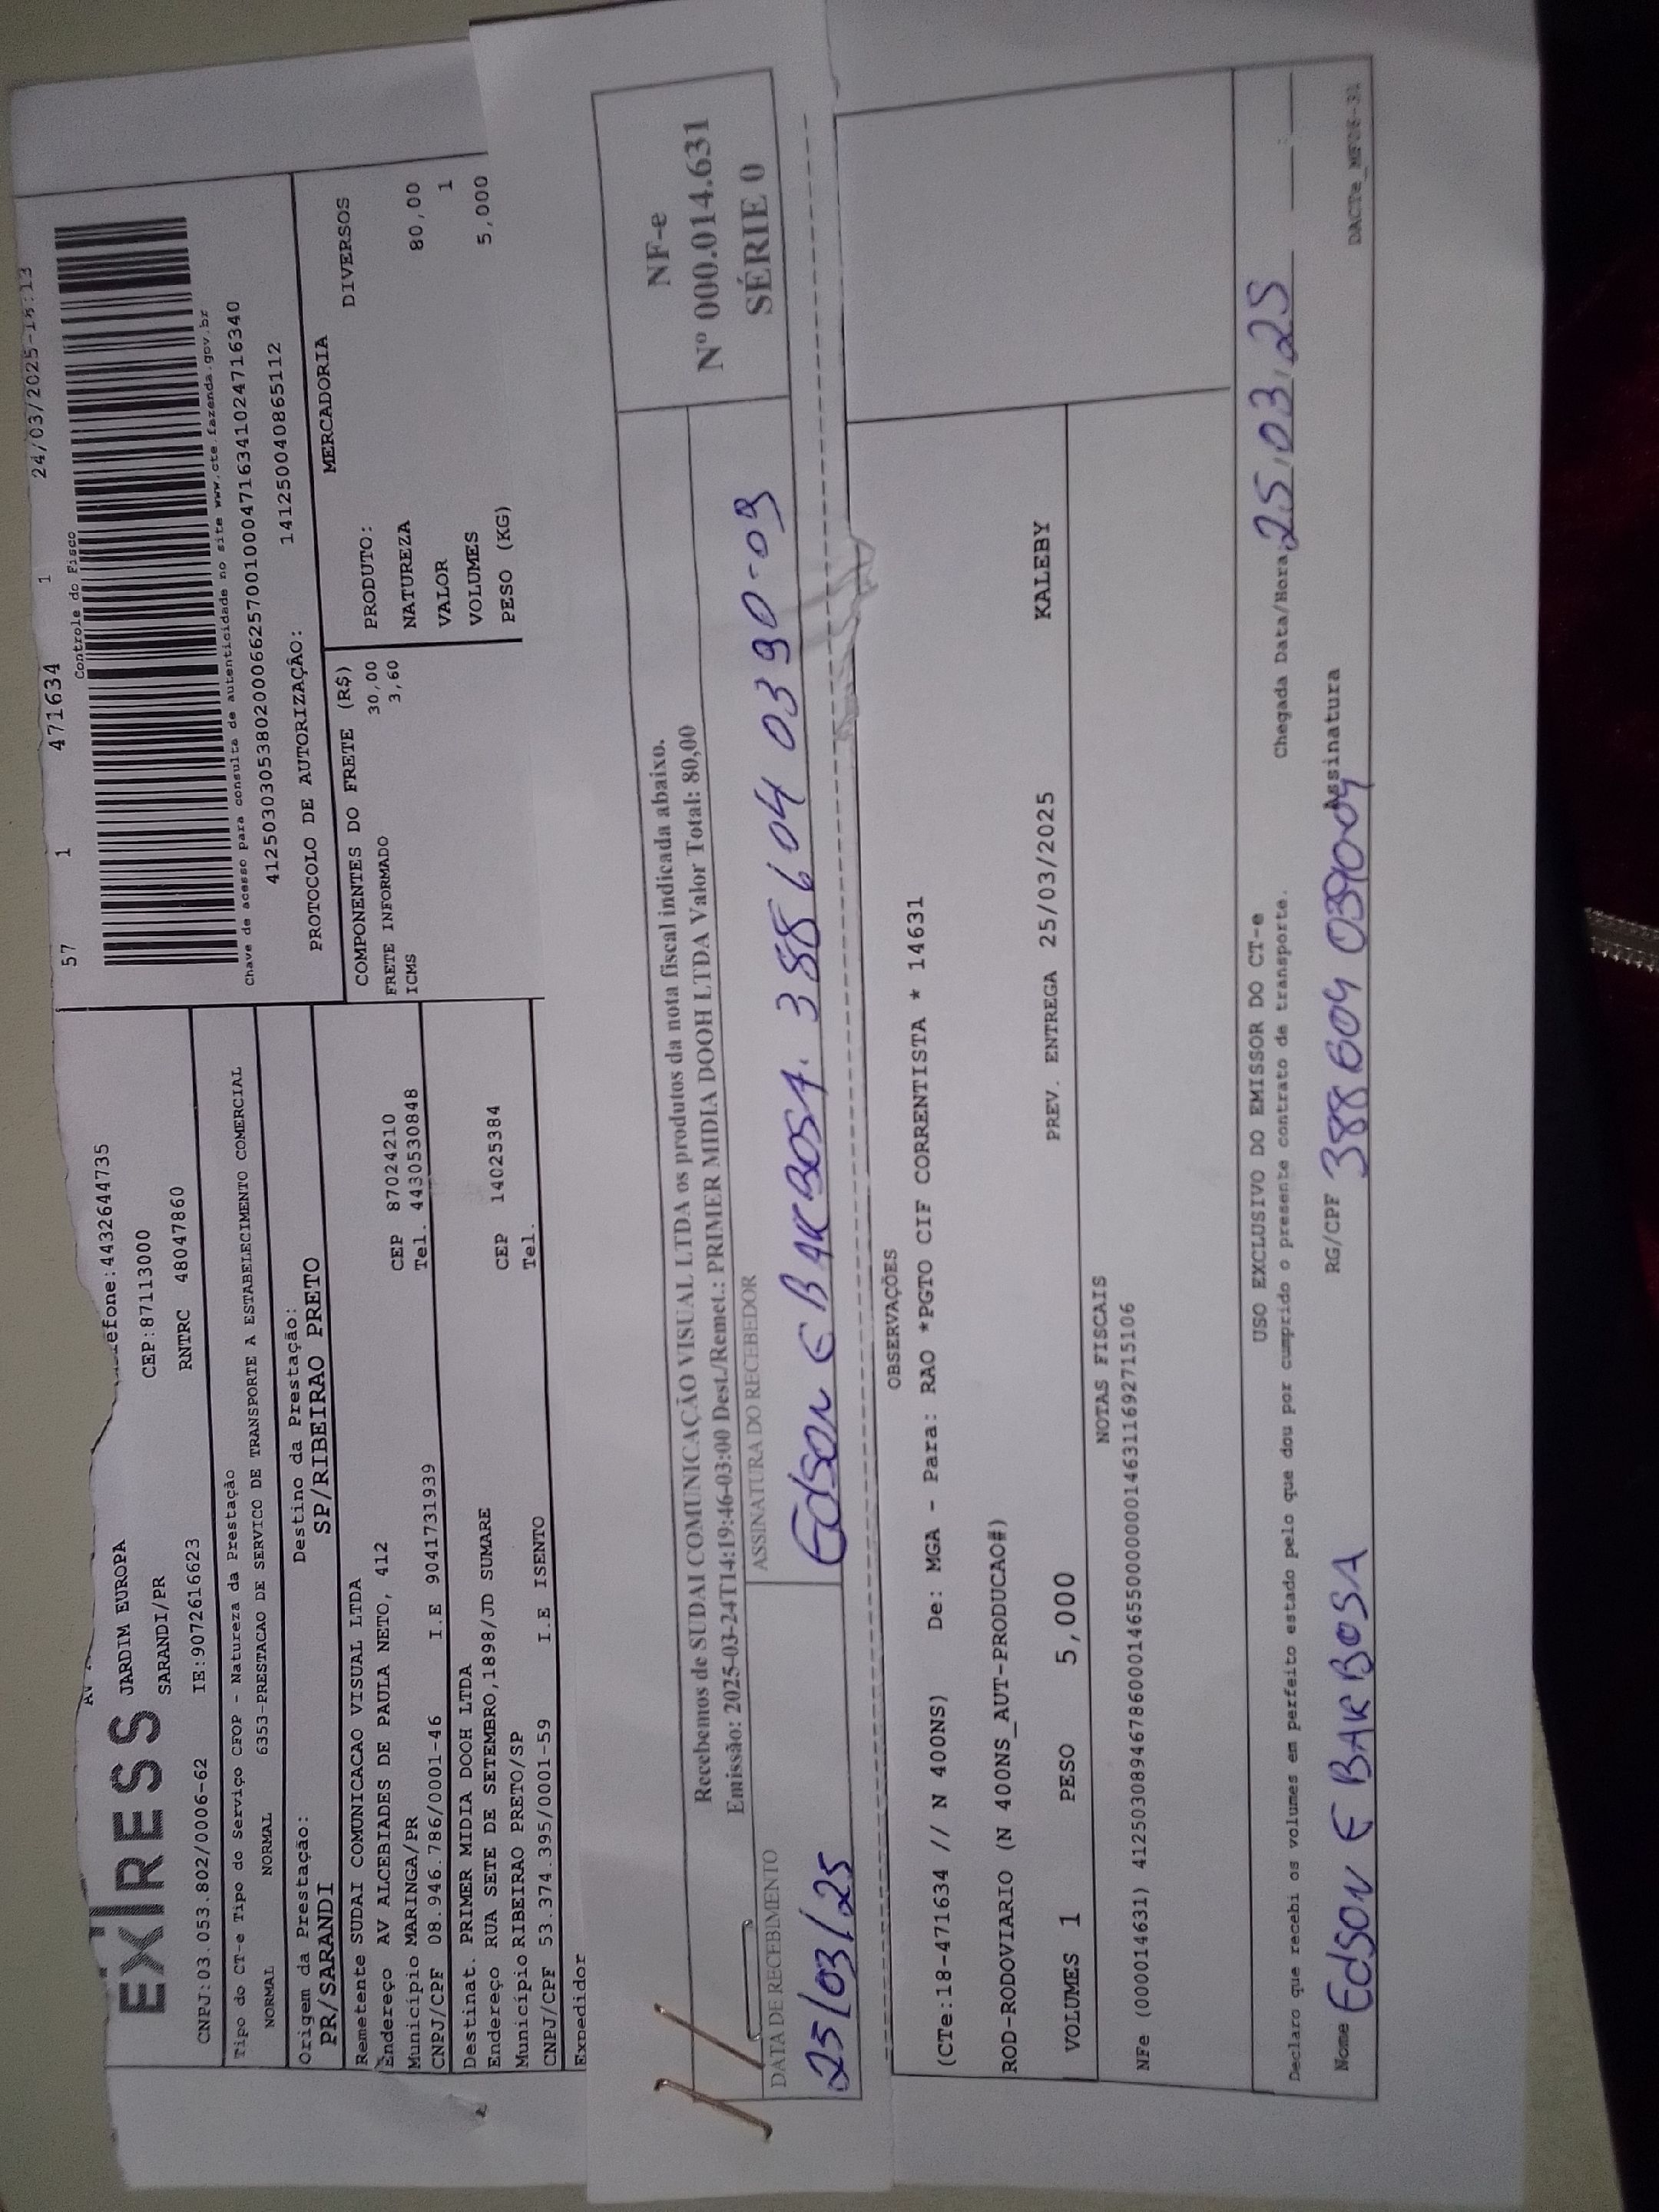 57 1 471634 1 24/03/2025-18:13
Controle do Fisco
EXPRESS
JARDIM EUROPA
SARANDI/PR
efone:4432644735
CEP:87113000
CNPJ:03.053.802/0006-62 IE:9072616623 RNTRC 48047860
Tipo do CT-e Tipo do Serviço CFOP - Natureza da Prestação
NORMAL NORMAL 6353-PRESTACAO DE SERVICO DE TRANSPORTE A ESTABELECIMENTO COMERCIAL
Origem da Prestação: Destino da Prestação:
PR/SARANDI SP/RIBEIRAO PRETO
Chave de acesso para consulta de autenticidade no site www.cte.fazenda.gov.br
41250303053802000662570010004716341024716340
PROTOCOLO DE AUTORIZAÇÃO: 141250040865112
Remetente SUDAI COMUNICACAO VISUAL LTDA
Endereço AV ALCEBIADES DE PAULA NETO, 412
Município MARINGA/PR CEP 87024210
CNPJ/CPF 08.946.786/0001-46 I.E 9041731939 Tel. 443053084​8
Destinat. PRIMER MIDIA DOOH LTDA
Endereço RUA SETE DE SETEMBRO,1898/JD SUMARE
Município RIBEIRAO PRETO/SP CEP 14025384
CNPJ/CPF 53.374.395/0001-59 I.E ISENTO Tel.
Expedidor
COMPONENTES DO FRETE (R$)
FRETE INFORMADO 30,00
ICMS 3,60
MERCADORIA
PRODUTO: DIVERSOS
NATUREZA
VALOR 80,00
VOLUMES 1
PESO (KG) 5,000
Recebemos de SUDAI COMUNICAÇÃO VISUAL LTDA os produtos da nota fiscal indicada abaixo.
Emissão: 2025-03-24T14:19:46-03:00 Dest./Remet.: PRIMER MIDIA DOOH LTDA Valor Total: 80,00
NF-e
Nº 000.014.631
SÉRIE 0
DATA DE RECEBIMENTO ASSINATURA DO RECEBEDOR
25/03/25 Edson E BARBOSA. 388604 0390-09
OBSERVAÇÕES
(CTe:18-471634 // N 400NS) De: MGA - Para: RAO *PGTO CIF CORRENTISTA * 14631
ROD-RODOVIARIO (N 400NS_AUT-PRODUCAO#)
VOLUMES 1 PESO 5,000 PREV. ENTREGA 25/03/2025 KALEBY
NOTAS FISCAIS
NFe (000014631) 41250308946786000146550000000146311692715106
USO EXCLUSIVO DO EMISSOR DO CT-e
Declaro que recebi os volumes em perfeito estado pelo que dou por cumprido o presente contrato de transporte. Chegada Data/Hora 25,03,25
Nome Edson E BARBOSA RG/CPF 388604 0390-09 Assinatura
DACTe_MF06-31